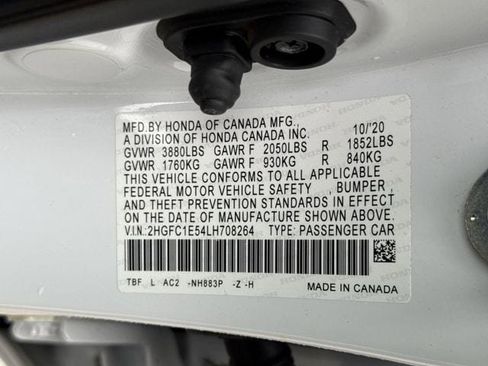 MFD.BY HONDA OF CANADA MFG.,
A DIVISION OF HONDA CANADA INC. 10/'20
GVWR 3880LBS GAWR F 2050LBS R 1852LBS
GVWR 1760KG GAWR F 930KG R 840KG
THIS VEHICLE CONFORMS TO ALL APPLICABLE
FEDERAL MOTOR VEHICLE SAFETY , BUMPER ,
AND THEFT PREVENTION STANDARDS IN EFFECT
ON THE DATE OF MANUFACTURE SHOWN ABOVE.
V.I.N:2HGFC1E54LH708264 TYPE: PASSENGER CAR
TBF L AC2 -NH883P -Z -H
MADE IN CANADA